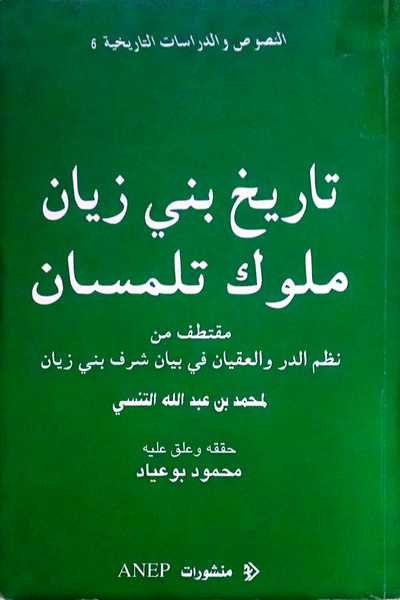 النصوص والدراسات التاريخية 6
تاريخ بني زيان
ملوك تلمسان
مقتطف من
نظم الدر والعقيان في بيان شرف بني زيان
لمحمد بن عبد الله التنسي
حققه وعلق عليه
محمود بوعياد
منشورات ANEP